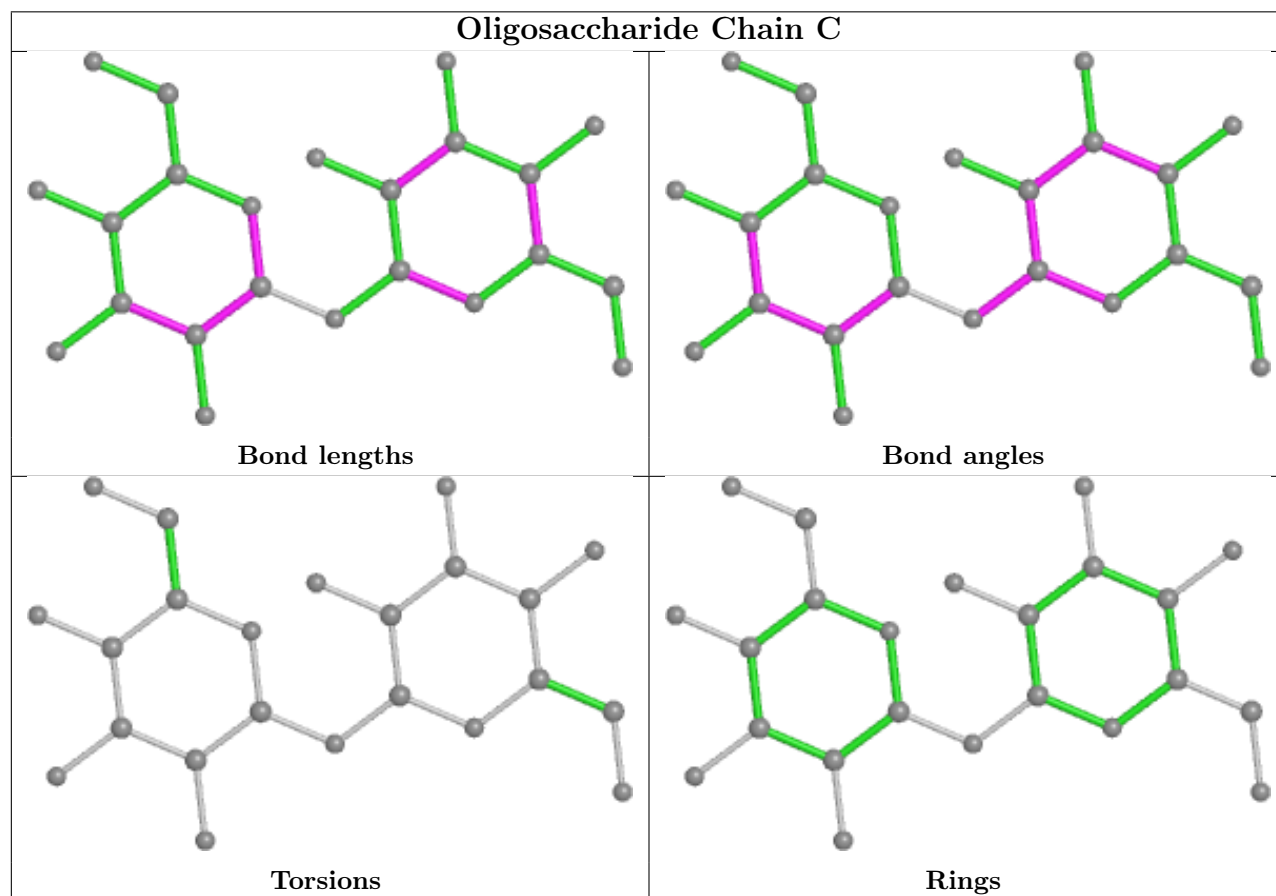 Oligosaccharide Chain C
Bond lengths
Bond angles
Torsions
Rings